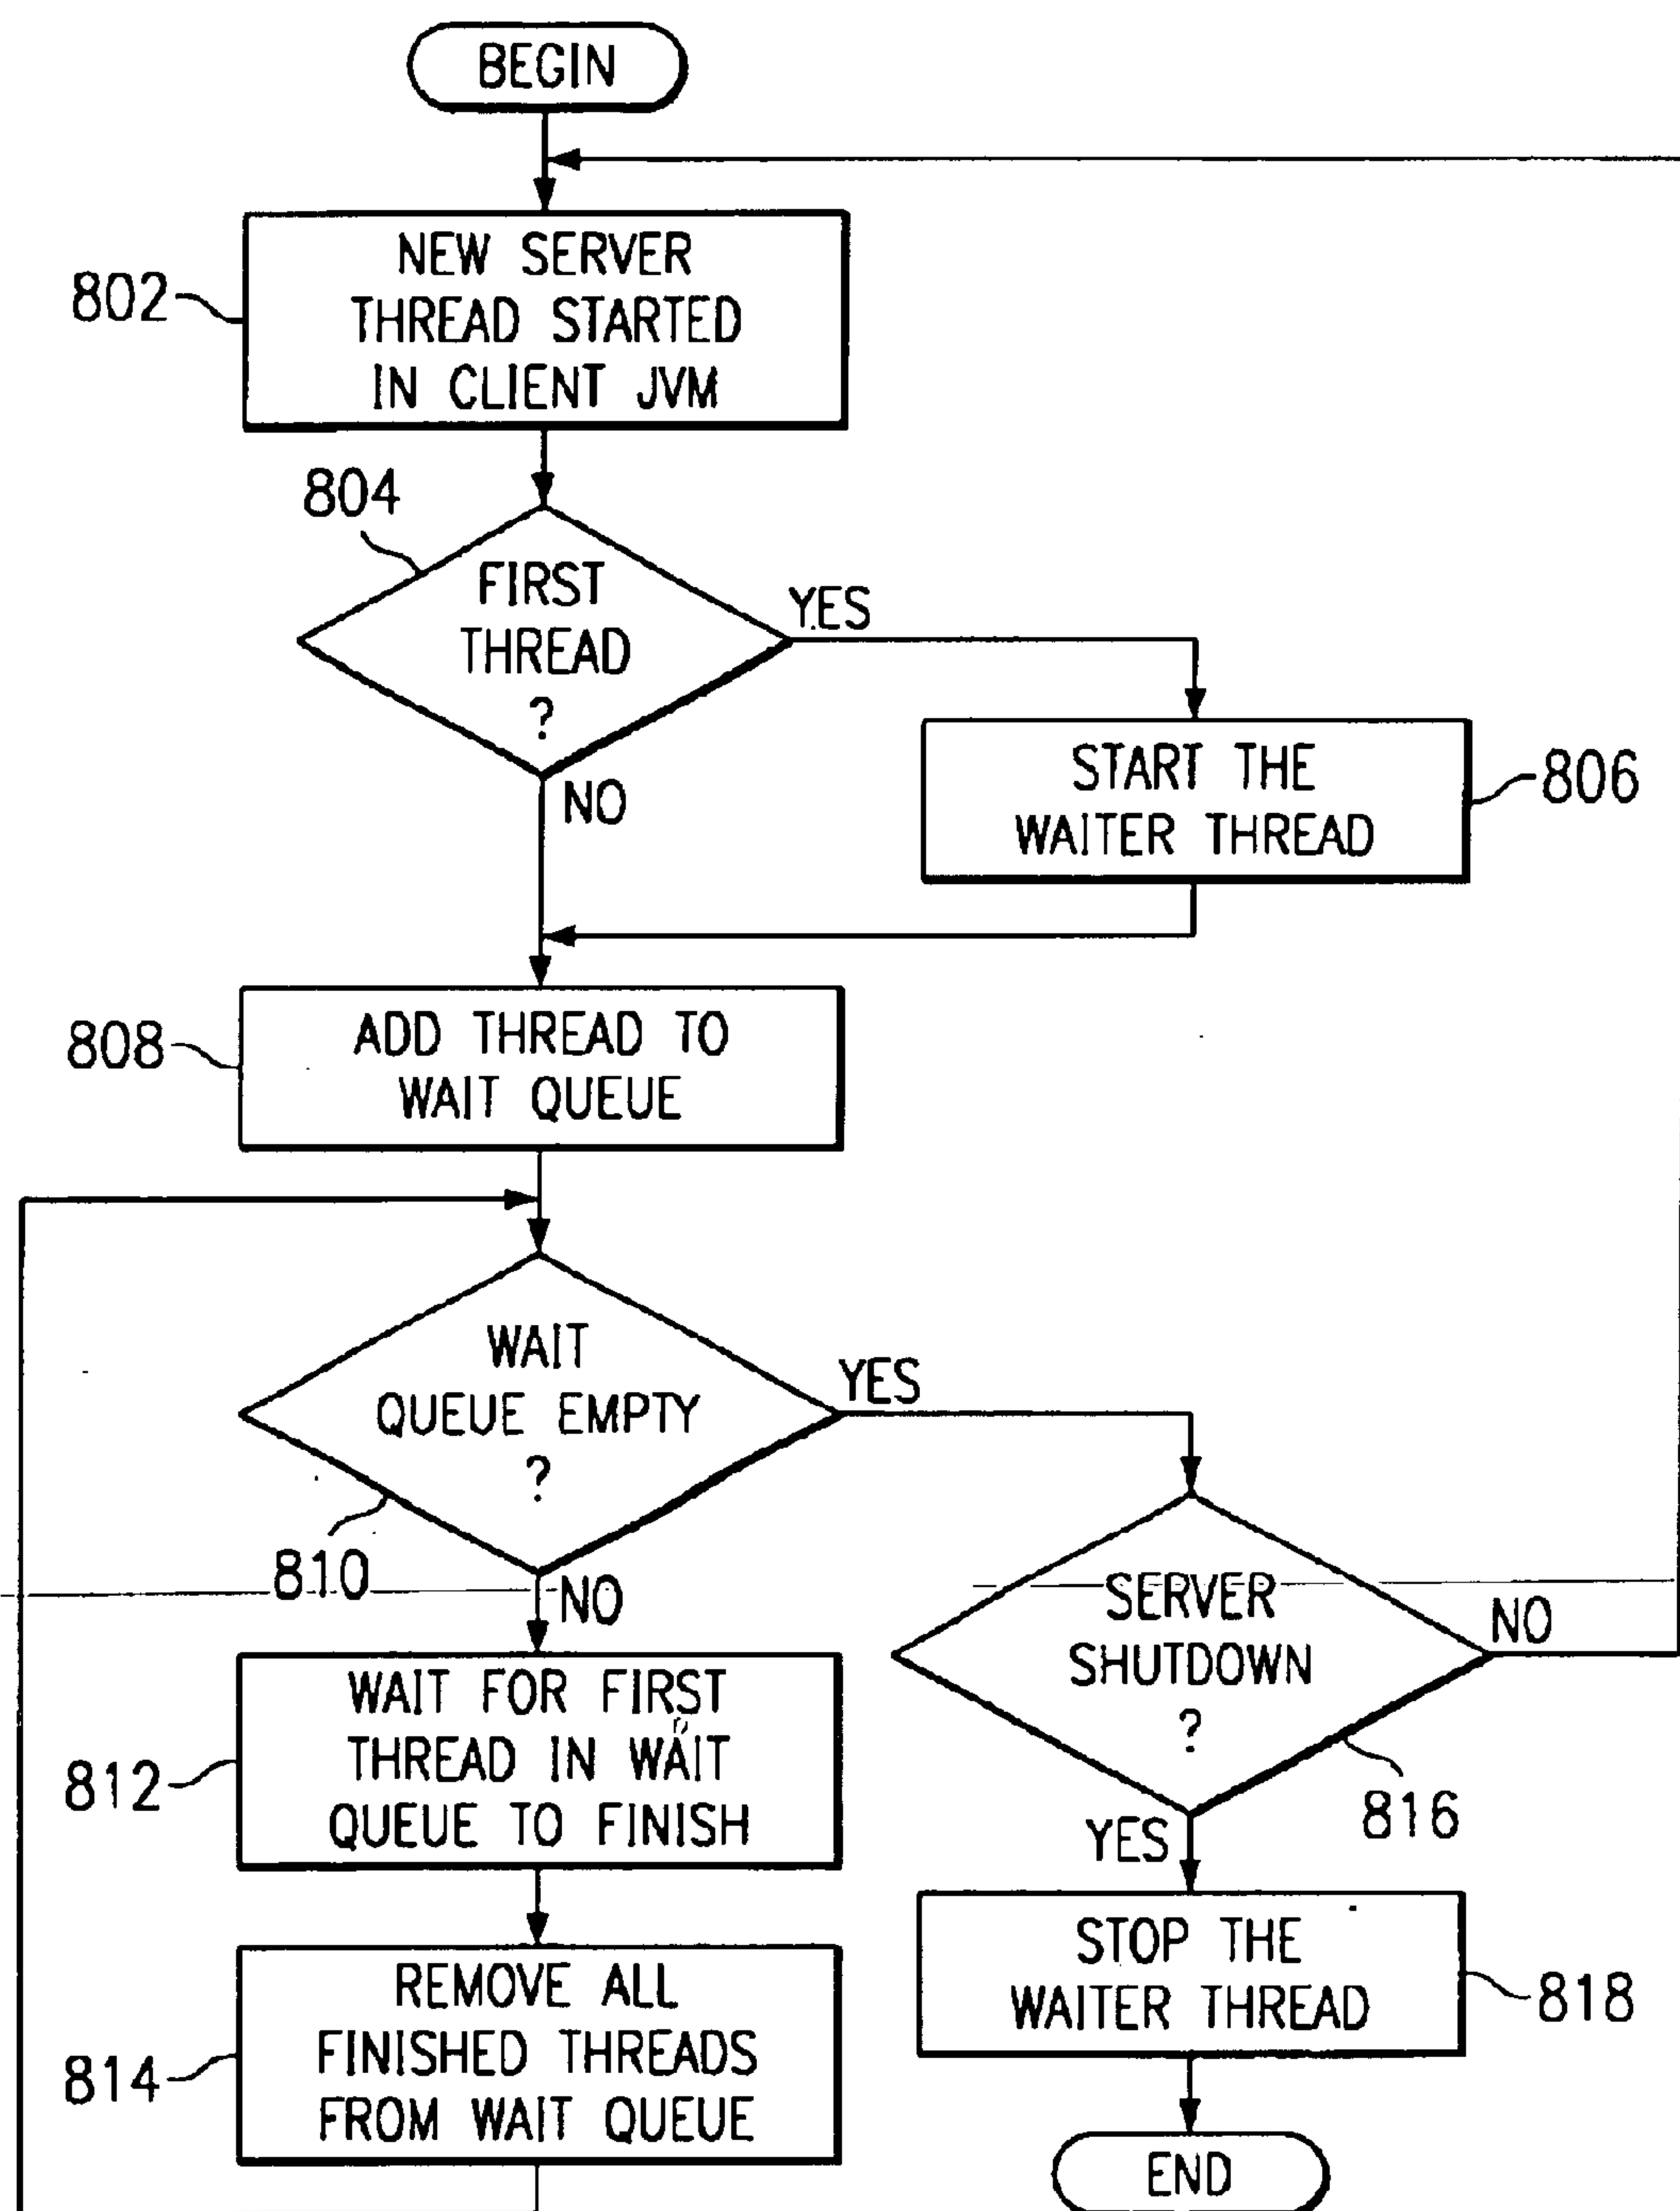 BEGIN
802
NEW SERVER
THREAD STARTED
IN CLIENT JVM
804
FIRST
THREAD
?
YES
NO
START THE
WAITER THREAD
806
808
ADD THREAD TO
WAIT QUEUE
WAIT
QUEUE EMPTY
?
YES
810
NO
SERVER
SHUTDOWN
?
NO
816
YES
812
WAIT FOR FIRST
THREAD IN WAIT
QUEUE TO FINISH
STOP THE
WAITER THREAD
818
814
REMOVE ALL
FINISHED THREADS
FROM WAIT QUEUE
END